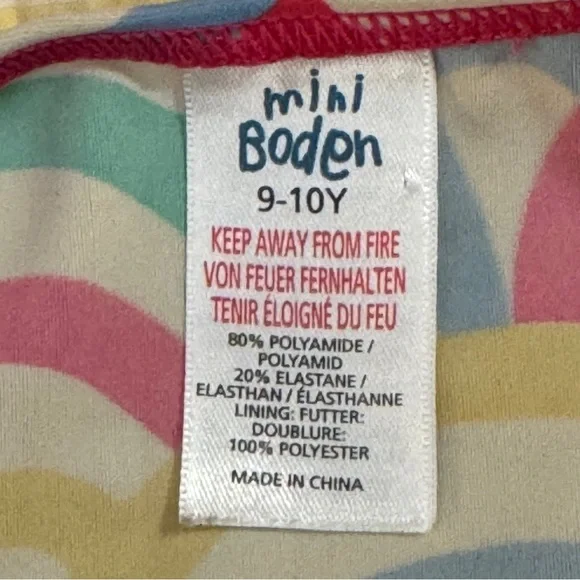 mini
Boden
9-10Y
KEEP AWAY FROM FIRE
VON FEUER FERNHALTEN
TENIR ÉLOIGNÉ DU FEU
80% POLYAMIDE /
POLYAMID
20% ELASTANE /
ELASTHAN / ÉLASTHANNE
LINING: FUTTER:
DOUBLURE:
100% POLYESTER
MADE IN CHINA